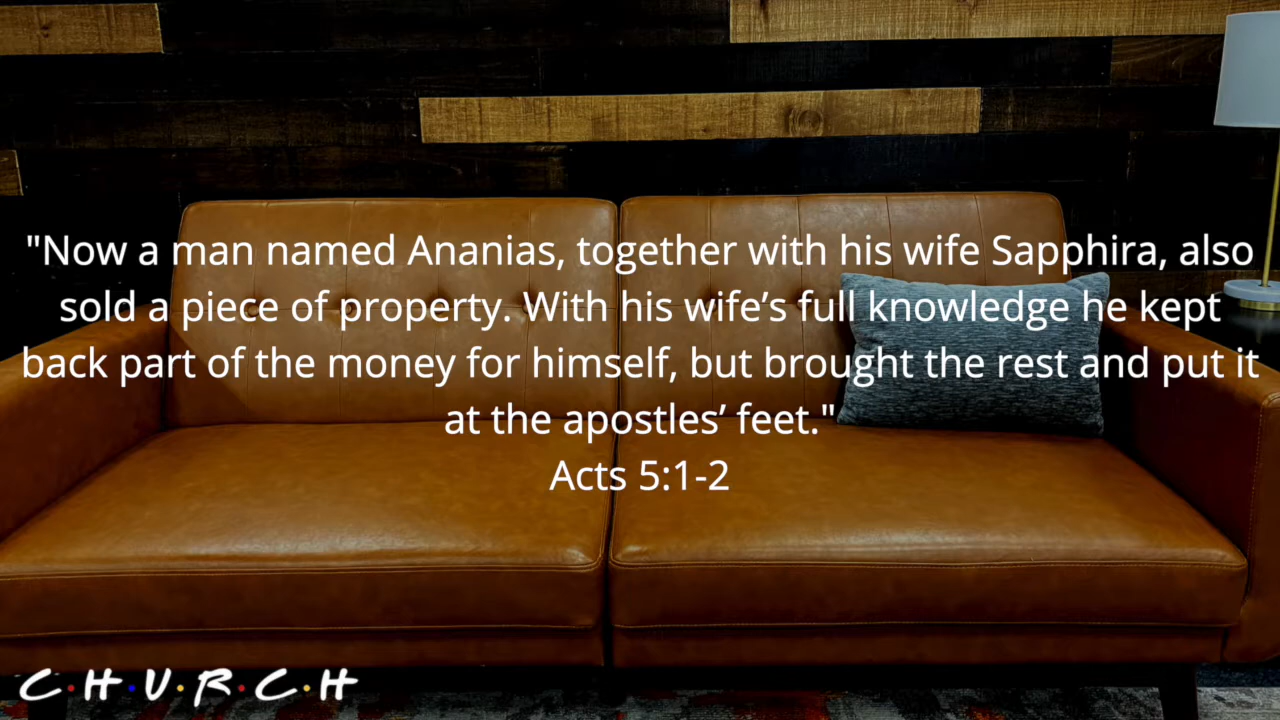 "Now a man named Ananias, together with his wife Sapphira, also
sold a piece of property. With his wife’s full knowledge he kept
back part of the money for himself, but brought the rest and put it
at the apostles’ feet."
Acts 5:1-2
C·H·U·R·C·H